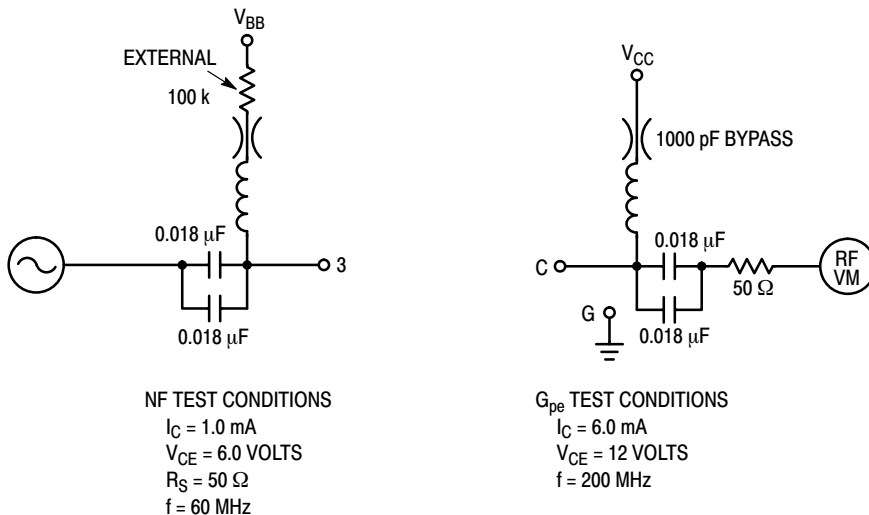 V_BB
EXTERNAL
100 k
0.018 μF
3
0.018 μF
NF TEST CONDITIONS
I_C = 1.0 mA
V_CE = 6.0 VOLTS
R_S = 50 Ω
f = 60 MHz
V_CC
1000 pF BYPASS
0.018 μF
C
RF
VM
50 Ω
G
0.018 μF
G_pe TEST CONDITIONS
I_C = 6.0 mA
V_CE = 12 VOLTS
f = 200 MHz